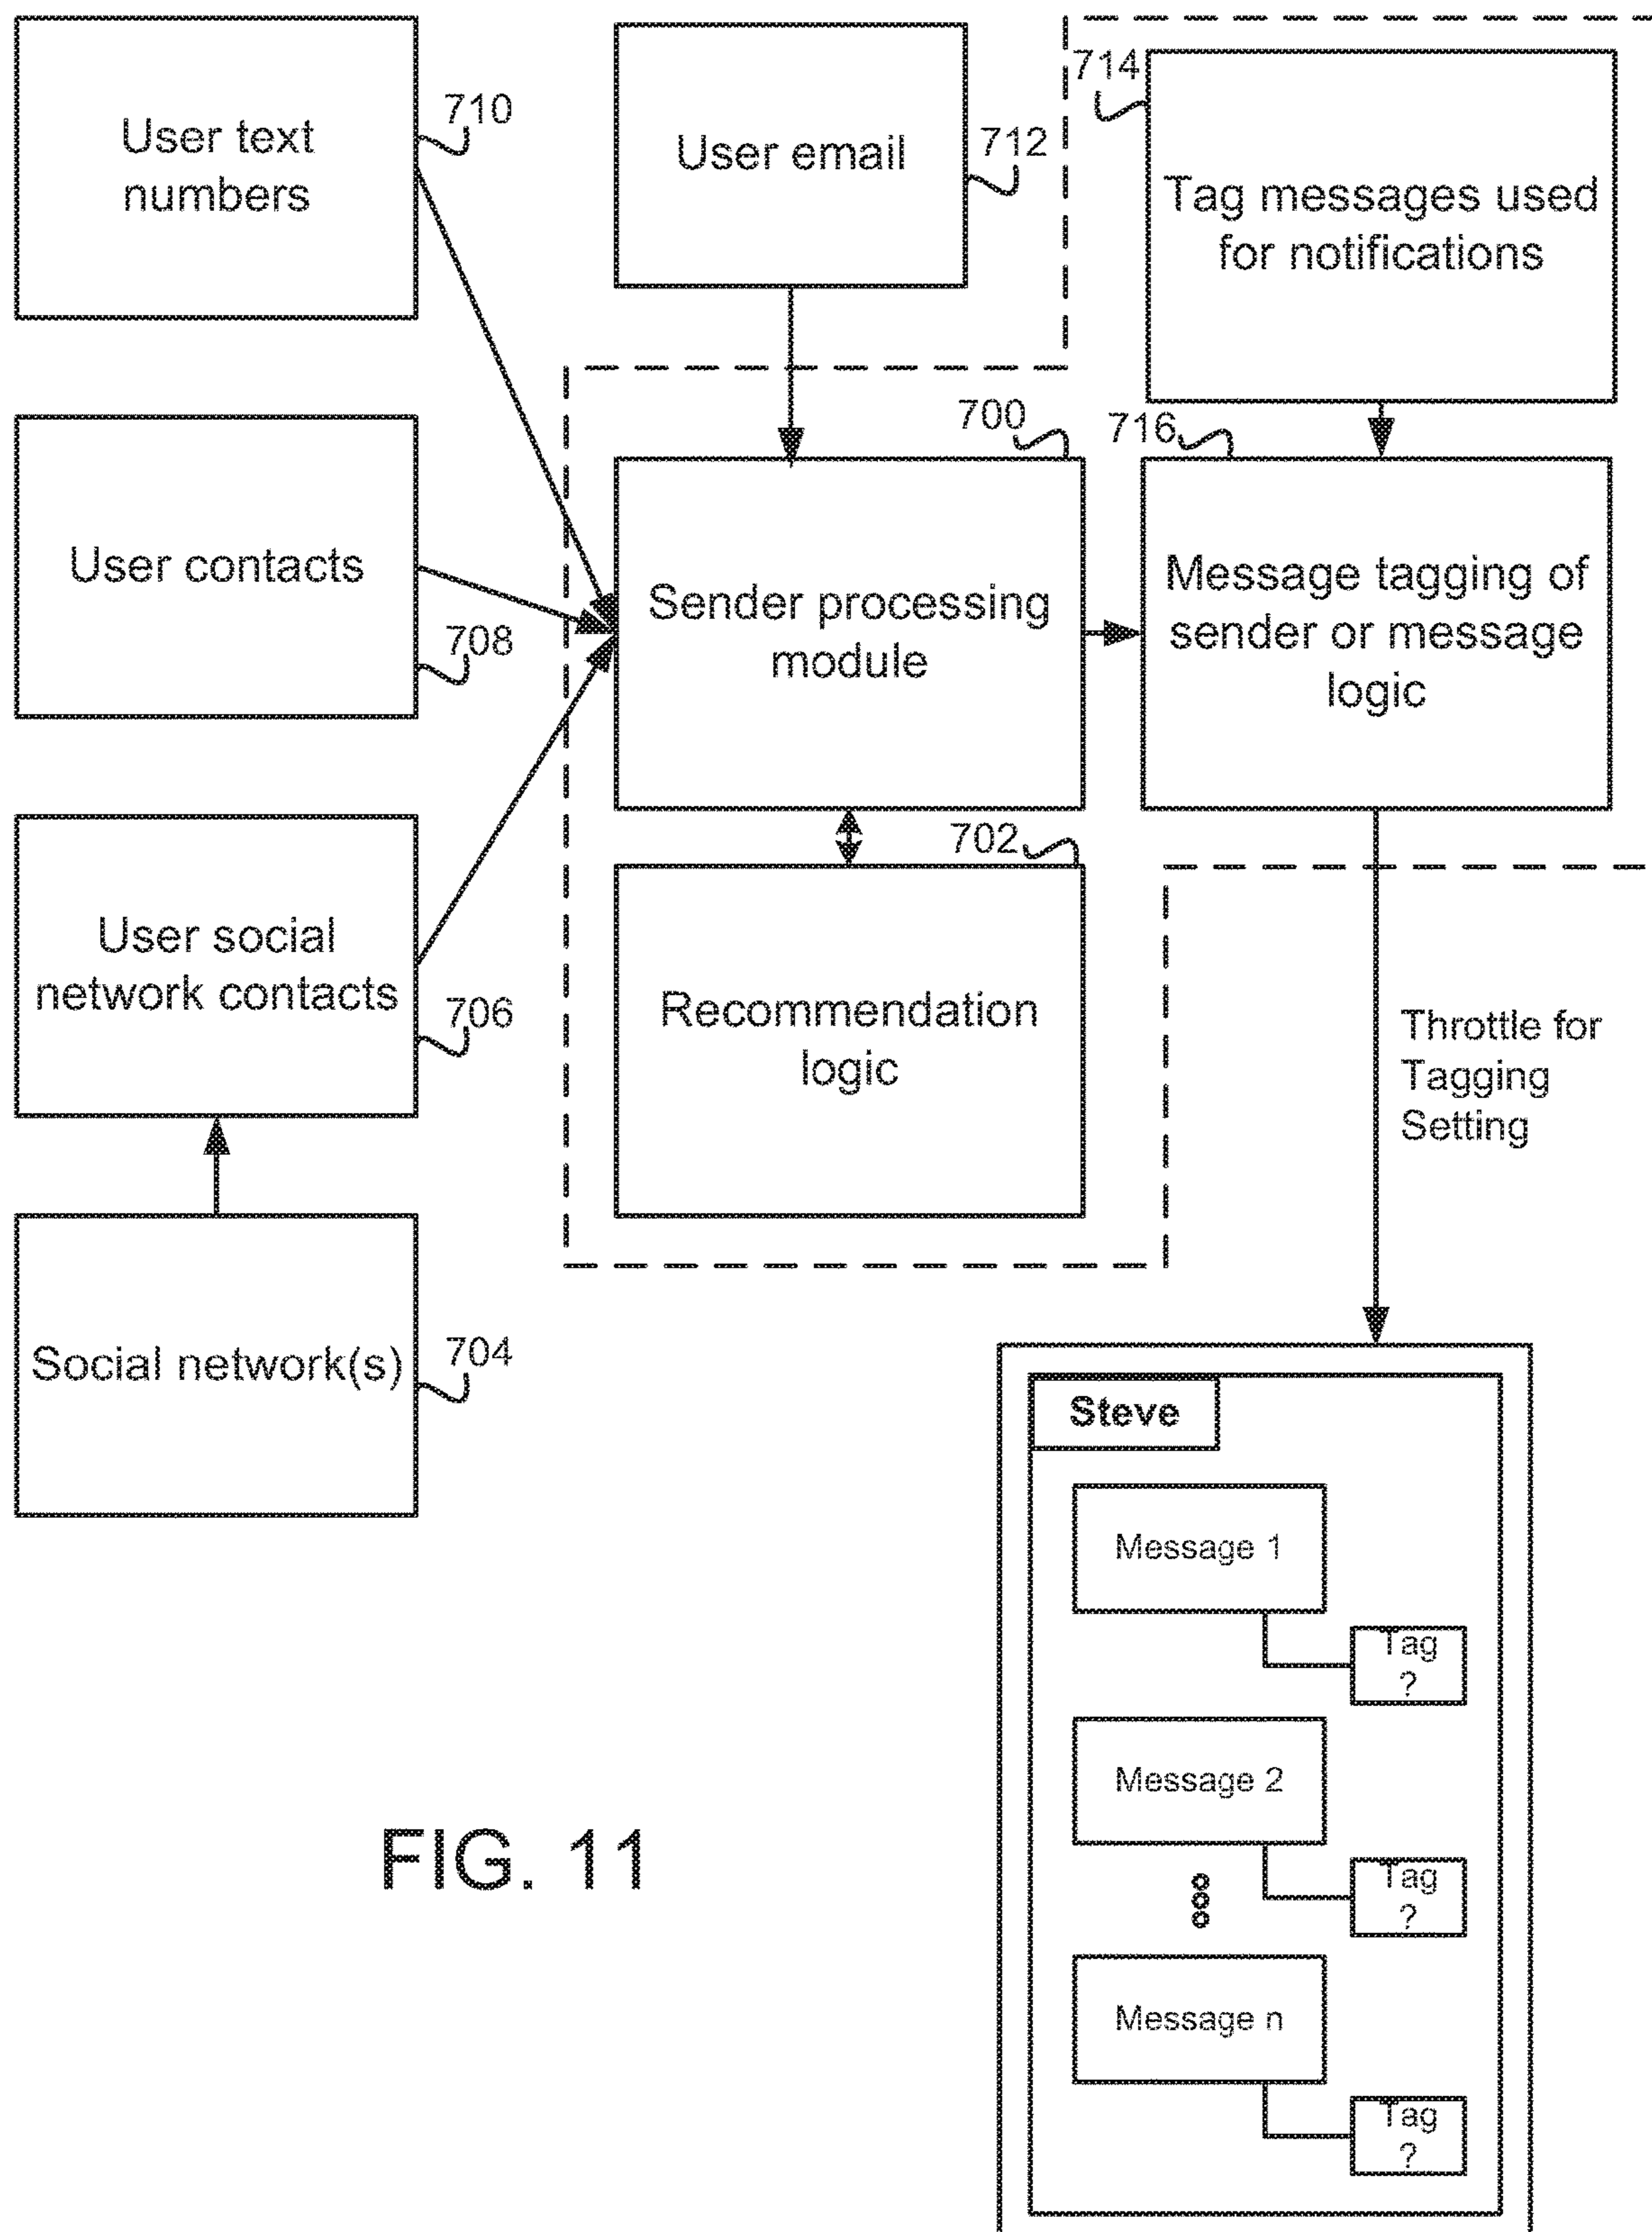 User text
numbers
710
User email
712
714
Tag messages used
for notifications
User contacts
708
700
Sender processing
module
716
Message tagging of
sender or message
logic
User social
network contacts
706
702
Recommendation
logic
Throttle for
Tagging
Setting
Social network(s)
704
Steve
Message 1
Tag
?
Message 2
Tag
?
Message n
Tag
?
FIG. 11